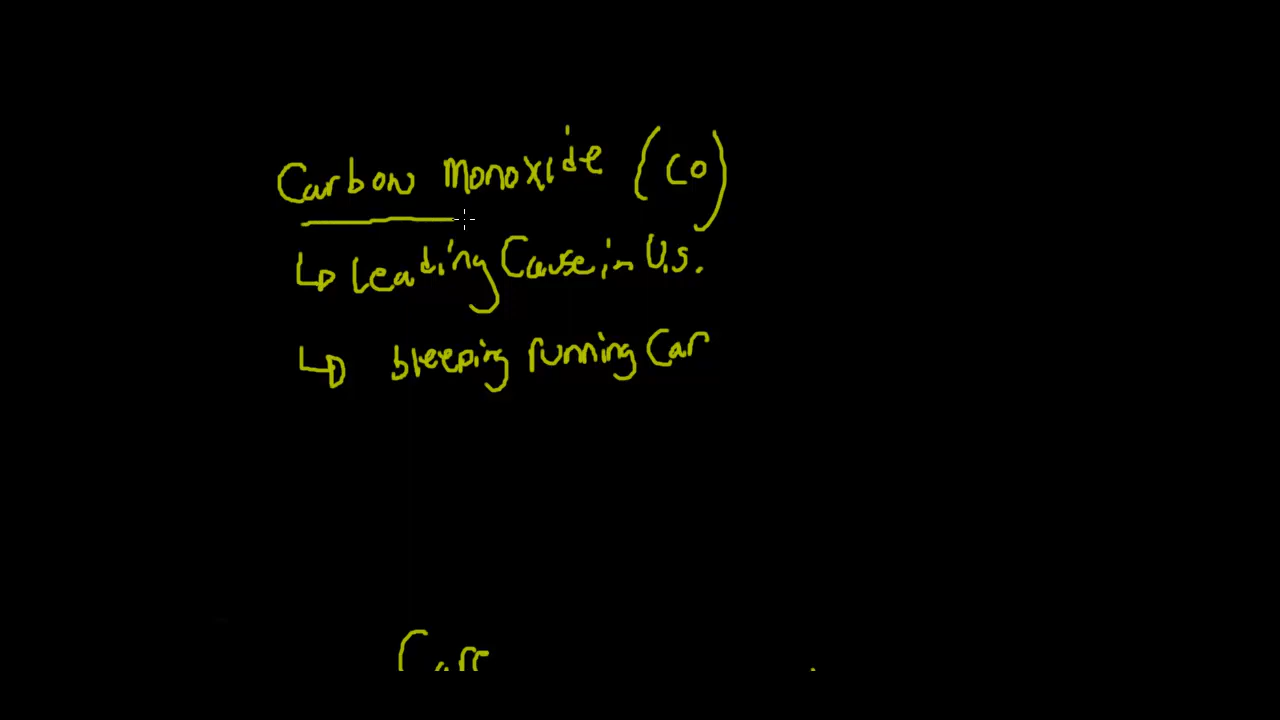 Carbon Monoxide (CO)
↳ Leading Cause in U.S.
↳ sleeping running Car